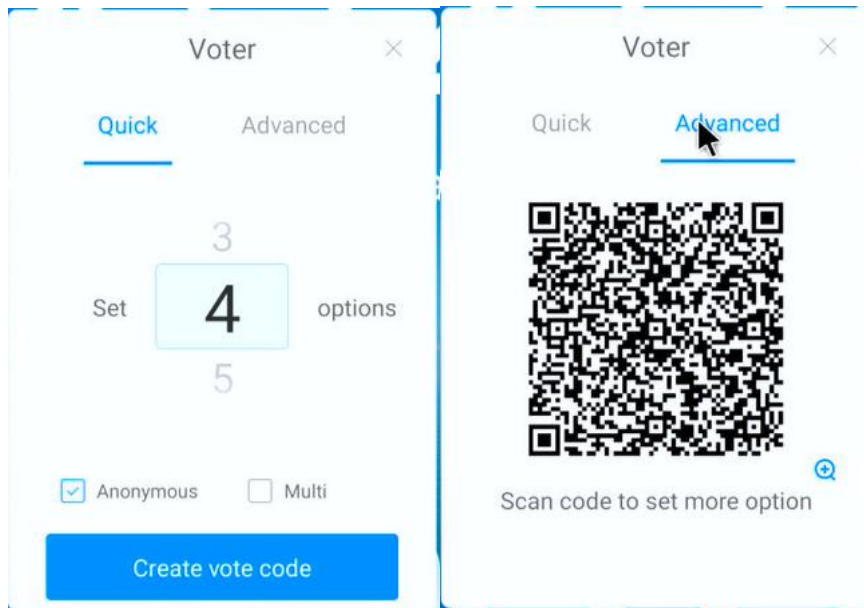 Voter
Quick Advanced
3
Set 4 options
5
Anonymous Multi
Create vote code
Voter
Quick Advanced
Scan code to set more option